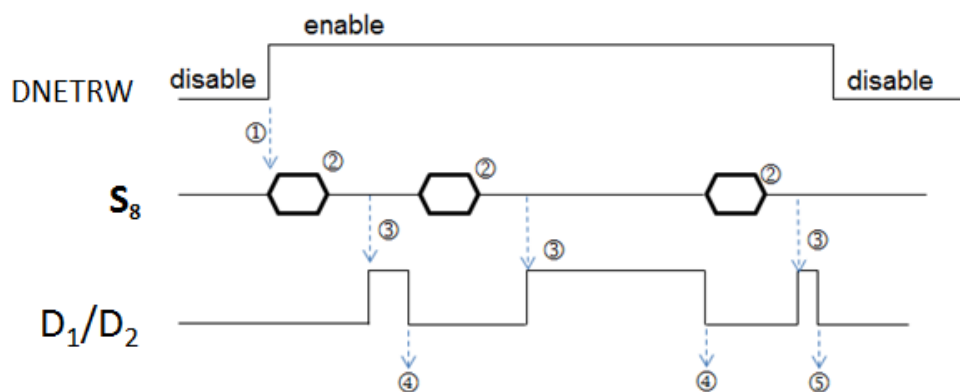 enable
disable
disable
DNETRW
①
② ② ②
S₈
③ ③ ③
D₁/D₂
④ ④ ⑤